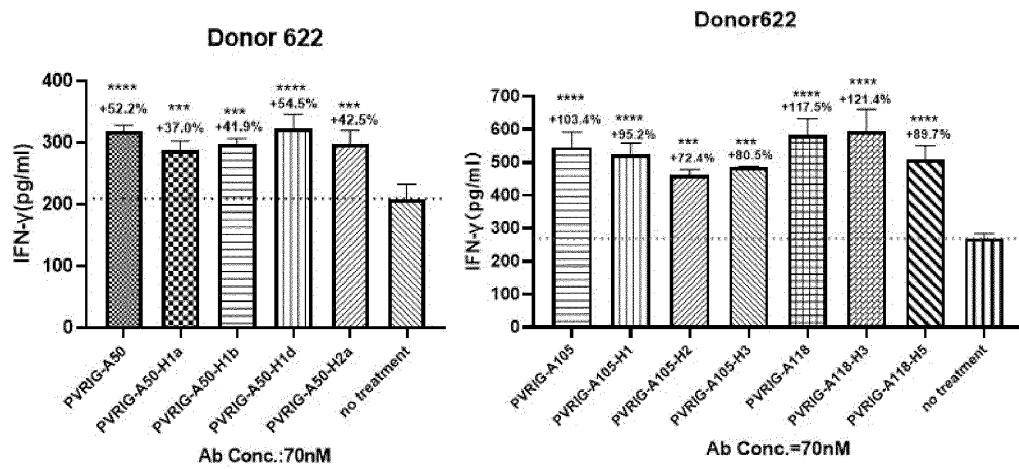 Donor 622
IFN-γ(pg/ml)
400
300
200
100
0
****
+52.2%
***
+37.0%
***
+41.9%
****
+54.5%
***
+42.5%
PVRIG-A50
PVRIG-A50-H1a
PVRIG-A50-H1b
PVRIG-A50-H1d
PVRIG-A50-H2a
no treatment
Ab Conc.:70nM
Donor622
IFN-γ(pg/ml)
700
600
500
400
300
200
100
0
****
+103.4%
****
+95.2%
***
+72.4%
***
+80.5%
****
+117.5%
****
+121.4%
****
+89.7%
PVRIG-A105
PVRIG-A105-H1
PVRIG-A105-H2
PVRIG-A105-H3
PVRIG-A118
PVRIG-A118-H3
PVRIG-A118-H5
no treatment
Ab Conc.=70nM